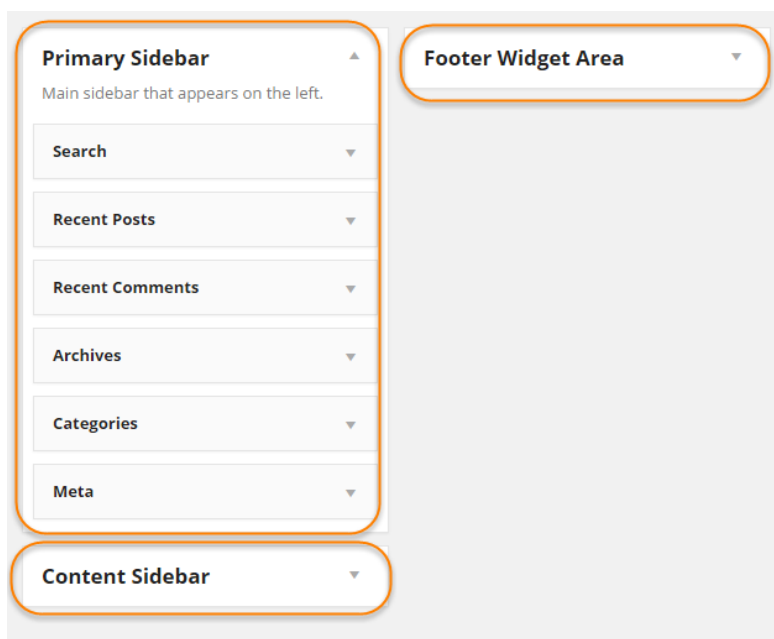 Primary Sidebar
Main sidebar that appears on the left.
Search
Recent Posts
Recent Comments
Archives
Categories
Meta
Content Sidebar
Footer Widget Area